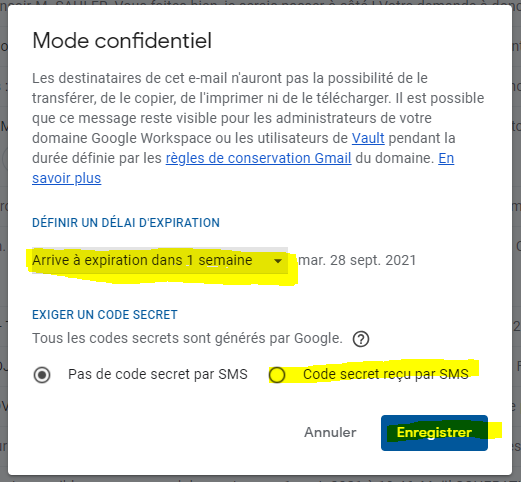 Mode confidentiel
Les destinataires de cet e-mail n'auront pas la possibilité de le
transférer, de le copier, de l'imprimer ni de le télécharger. Il est possible
que ce message reste visible pour les administrateurs de votre
domaine Google Workspace ou les utilisateurs de Vault pendant la
durée définie par les règles de conservation Gmail du domaine. En
savoir plus
DÉFINIR UN DÉLAI D'EXPIRATION
Arrive à expiration dans 1 semaine mar. 28 sept. 2021
EXIGER UN CODE SECRET
Tous les codes secrets sont générés par Google. ?
Pas de code secret par SMS Code secret reçu par SMS
Annuler Enregistrer